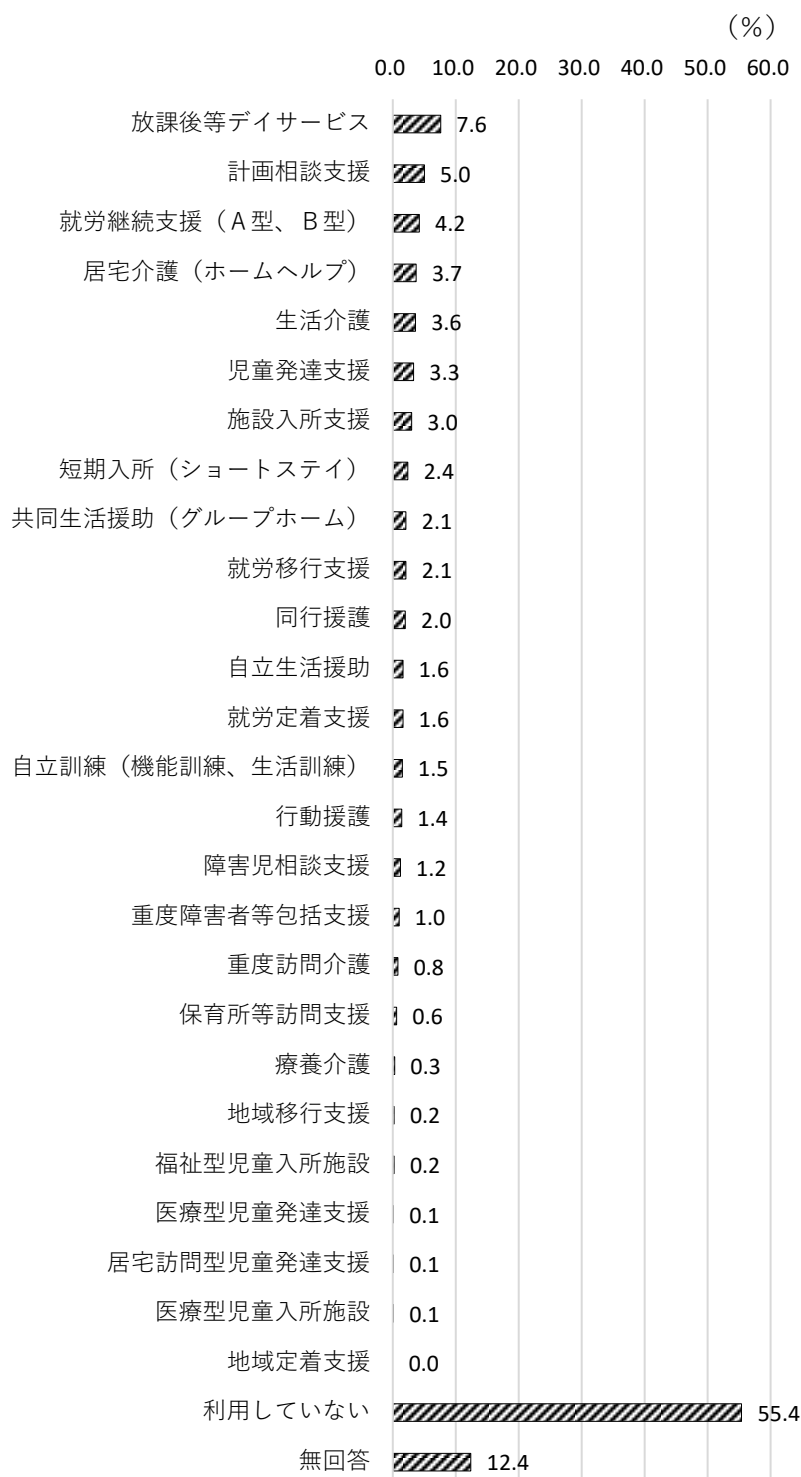 （%）
0.0 10.0 20.0 30.0 40.0 50.0 60.0
放課後等デイサービス 7.6
計画相談支援 5.0
就労継続支援（Ａ型、Ｂ型） 4.2
居宅介護（ホームヘルプ） 3.7
生活介護 3.6
児童発達支援 3.3
施設入所支援 3.0
短期入所（ショートステイ） 2.4
共同生活援助（グループホーム） 2.1
就労移行支援 2.1
同行援護 2.0
自立生活援助 1.6
就労定着支援 1.6
自立訓練（機能訓練、生活訓練） 1.5
行動援護 1.4
障害児相談支援 1.2
重度障害者等包括支援 1.0
重度訪問介護 0.8
保育所等訪問支援 0.6
療養介護 0.3
地域移行支援 0.2
福祉型児童入所施設 0.2
医療型児童発達支援 0.1
居宅訪問型児童発達支援 0.1
医療型児童入所施設 0.1
地域定着支援 0.0
利用していない 55.4
無回答 12.4